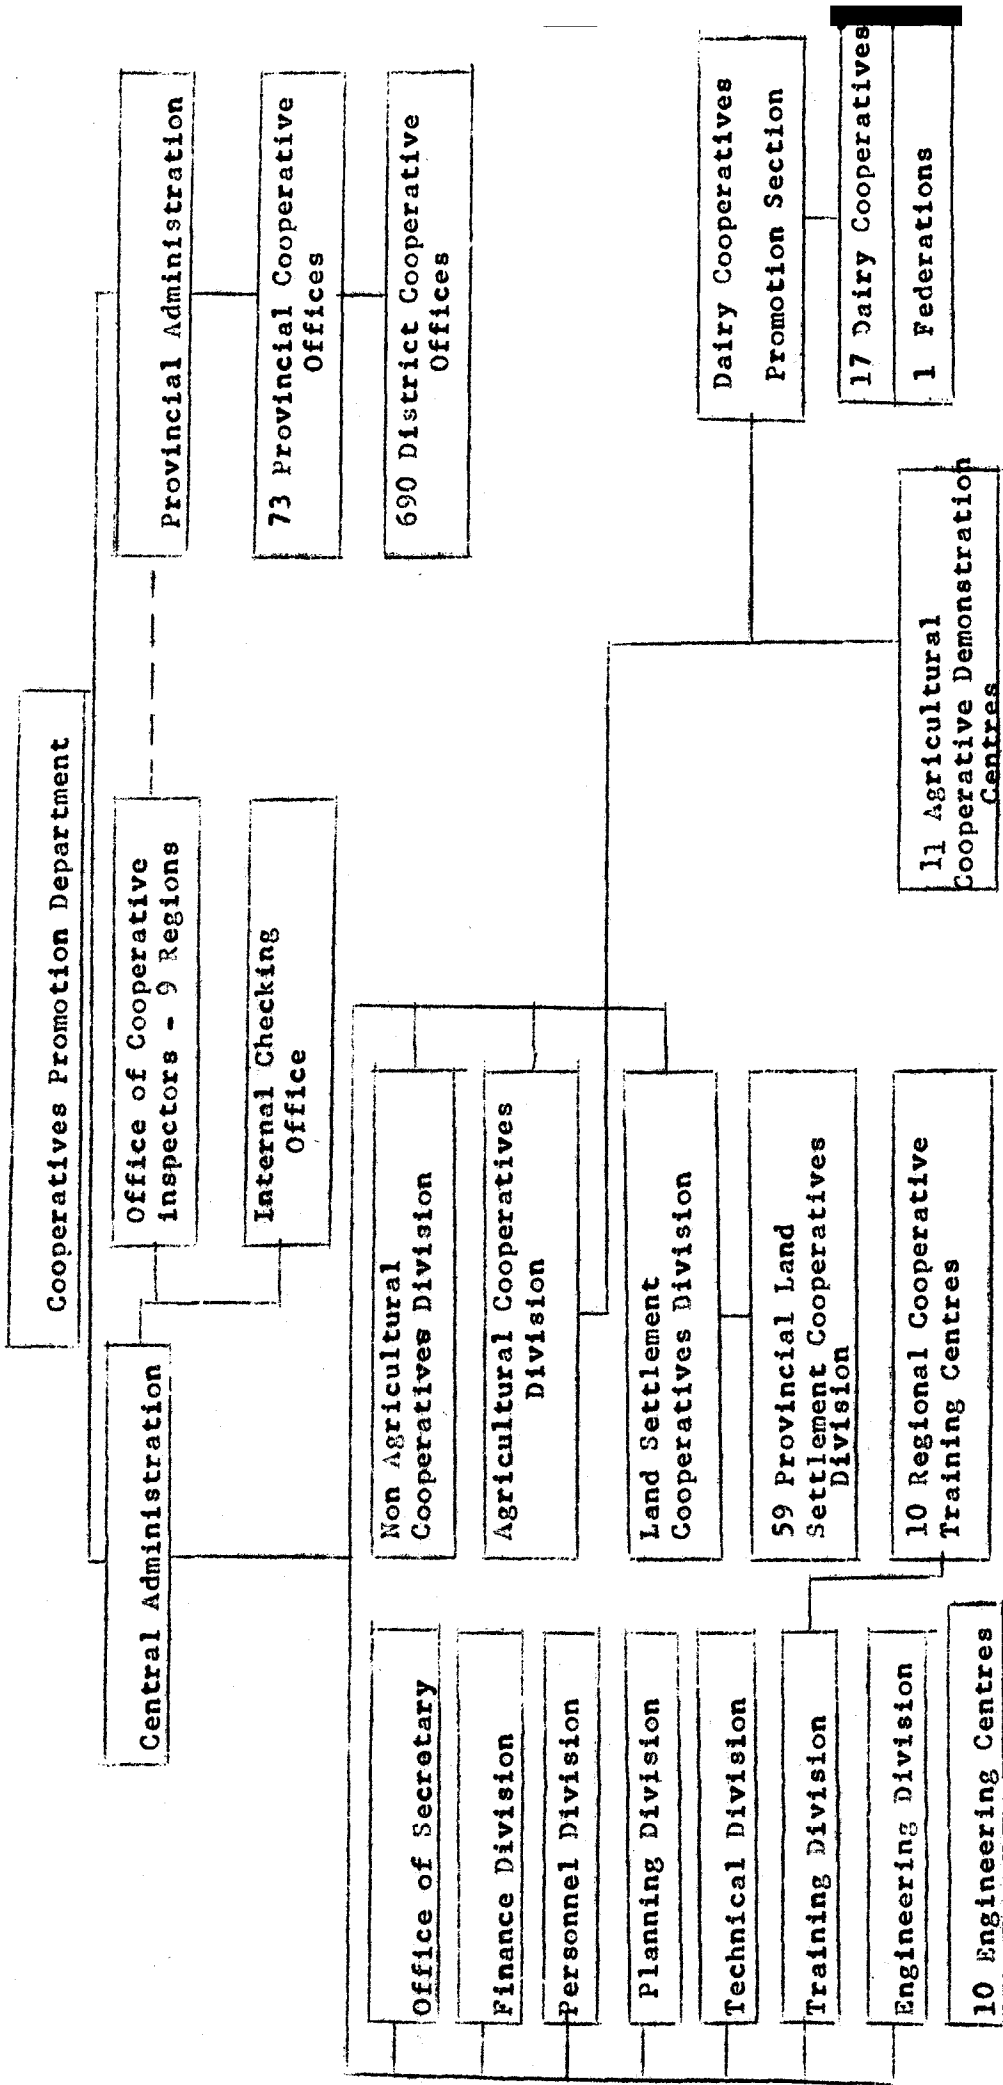 Cooperatives Promotion Department
Central Administration
Office of Cooperative
inspectors - 9 Regions
Internal Checking
Office
Provincial Administration
73 Provincial Cooperative
Offices
690 District Cooperative
Offices
Office of Secretary
Finance Division
Personnel Division
Planning Division
Technical Division
Training Division
Engineering Division
10 Engineering Centres
Non Agricultural
Cooperatives Division
Agricultural Cooperatives
Division
Land Settlement
Cooperatives Division
59 Provincial Land
Settlement Cooperatives
Division
10 Regional Cooperative
Training Centres
11 Agricultural
Cooperative Demonstration
Centres
Dairy Cooperatives
Promotion Section
17 Dairy Cooperatives
1 Federations